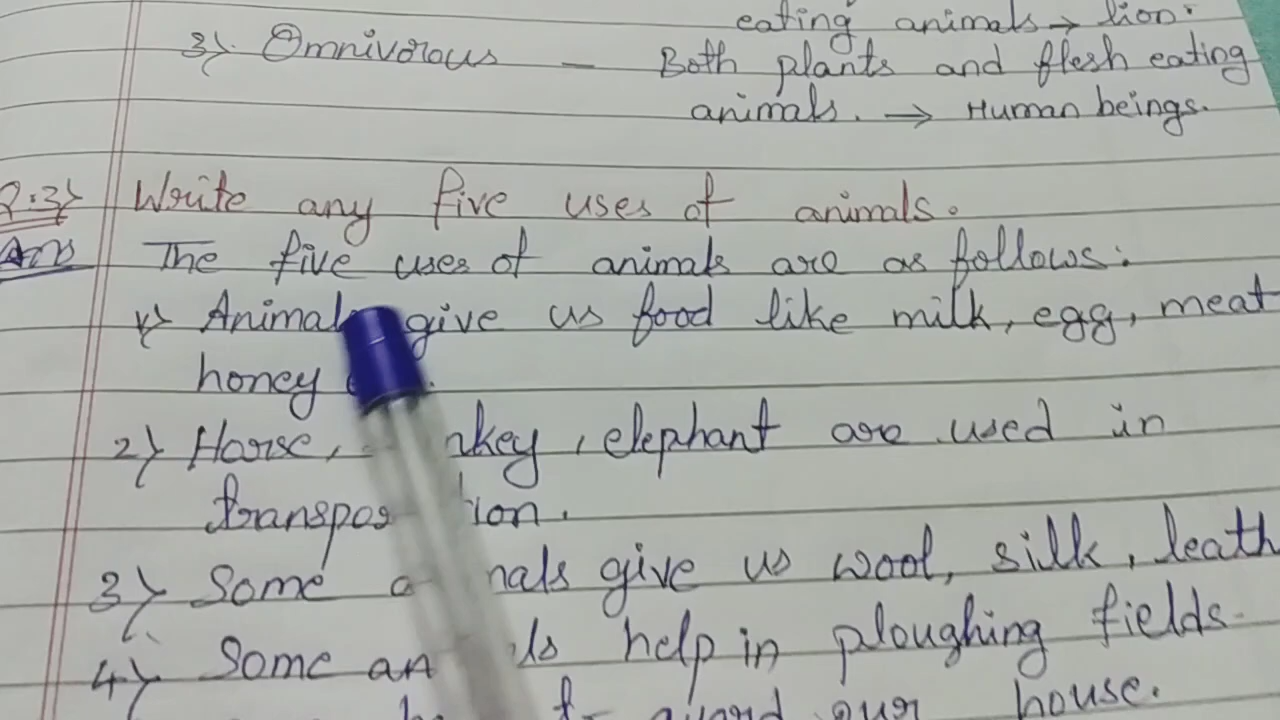 eating animals → lion.
3) Omnivorous — Both plants and flesh eating
animals. → Human beings.
Q.3) Write any five uses of animals.
Ans The five uses of animals are as follows:
1) Animals give us food like milk, egg, meat
honey
2) Horse, elephant are used in
3) Some give us wool, silk,
4) Some help in ploughing fields.
guard our house.